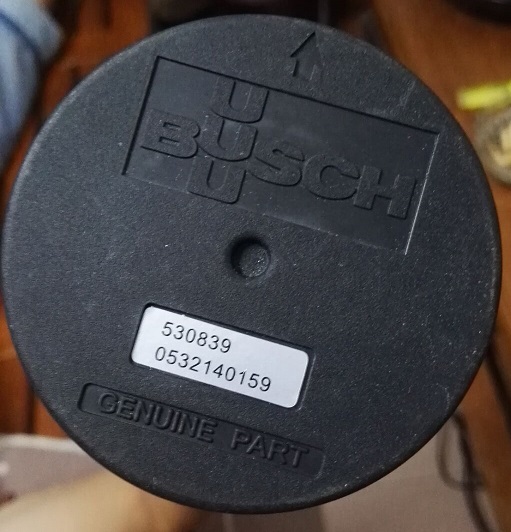 U
BUSCH
U
530839
0532140159
GENUINE PART